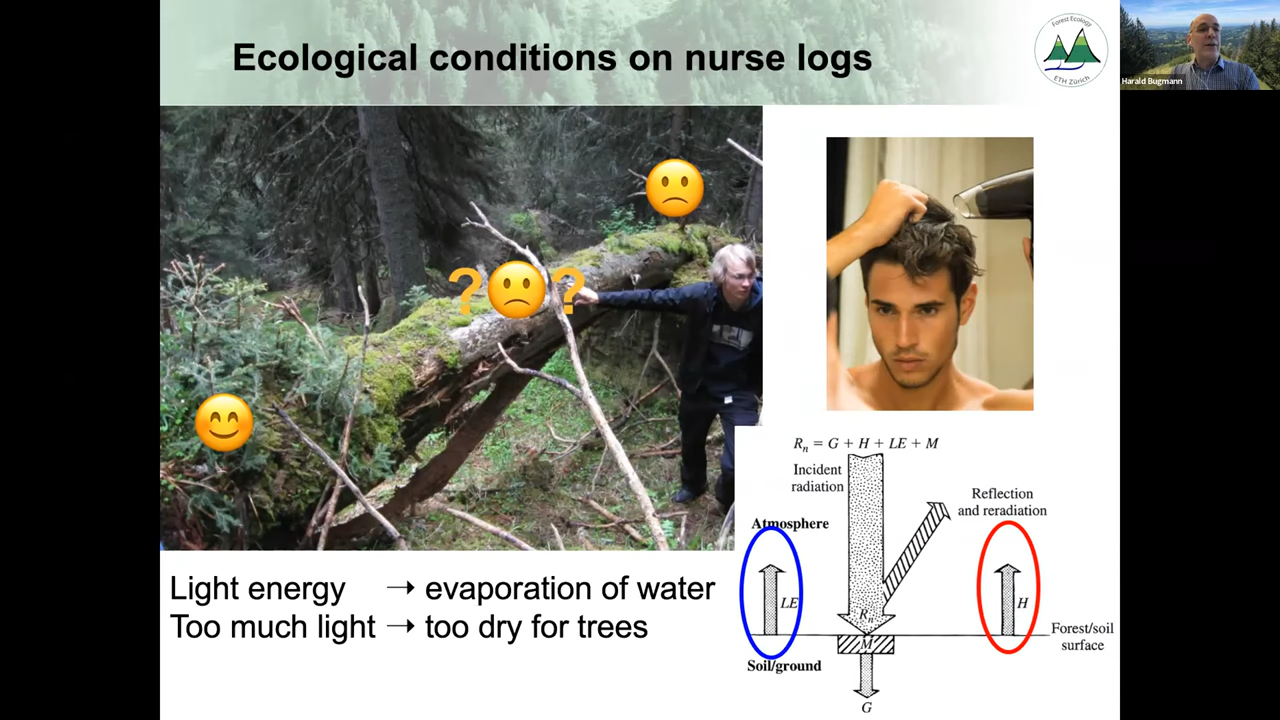 Ecological conditions on nurse logs
Forest Ecology
ETH Zürich
Harald Bugmann
? ?
Rn = G + H + LE + M
Incident
radiation
Reflection
and reradiation
Atmosphere
LE
Rn
H
M
Forest/soil
surface
Soil/ground
G
Light energy → evaporation of water
Too much light → too dry for trees